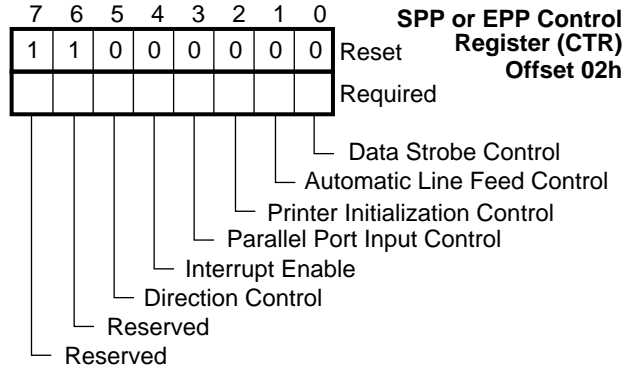 7 6 5 4 3 2 1 0
SPP or EPP Control
Register (CTR)
Offset 02h
1 1 0 0 0 0 0 0 Reset
Required
Data Strobe Control
Automatic Line Feed Control
Printer Initialization Control
Parallel Port Input Control
Interrupt Enable
Direction Control
Reserved
Reserved